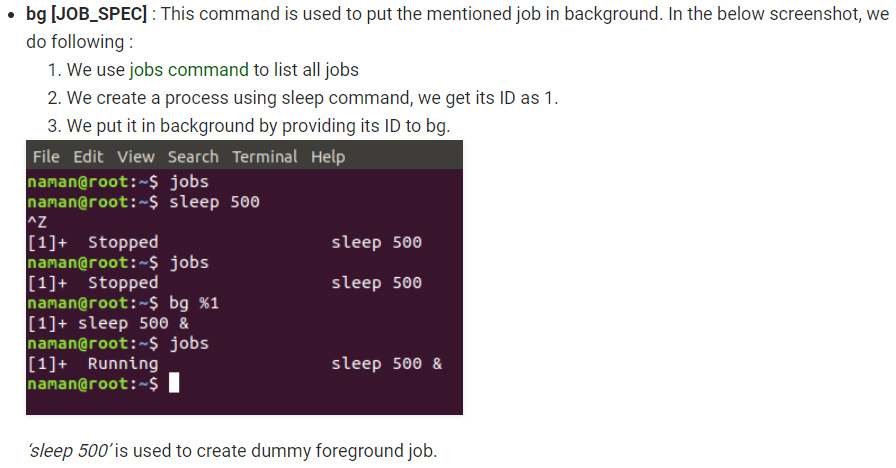 • bg [JOB_SPEC] : This command is used to put the mentioned job in background. In the below screenshot, we
do following :
1. We use jobs command to list all jobs
2. We create a process using sleep command, we get its ID as 1.
3. We put it in background by providing its ID to bg.
File Edit View Search Terminal Help
naman@root:~$ jobs
naman@root:~$ sleep 500
^Z
[1]+  Stopped                 sleep 500
naman@root:~$ jobs
[1]+  Stopped                 sleep 500
naman@root:~$ bg %1
[1]+ sleep 500 &
naman@root:~$ jobs
[1]+  Running                 sleep 500 &
naman@root:~$
‘sleep 500’ is used to create dummy foreground job.